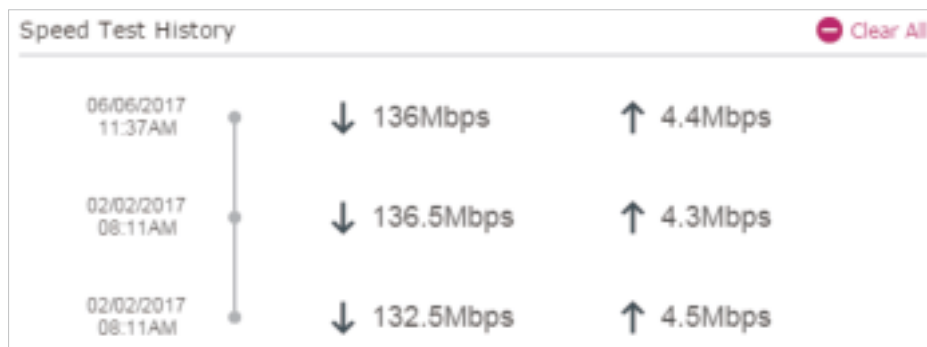 Speed Test History
Clear All
06/06/2017
11:37AM
136Mbps
4.4Mbps
02/02/2017
08:11AM
136.5Mbps
4.3Mbps
02/02/2017
08:11AM
132.5Mbps
4.5Mbps